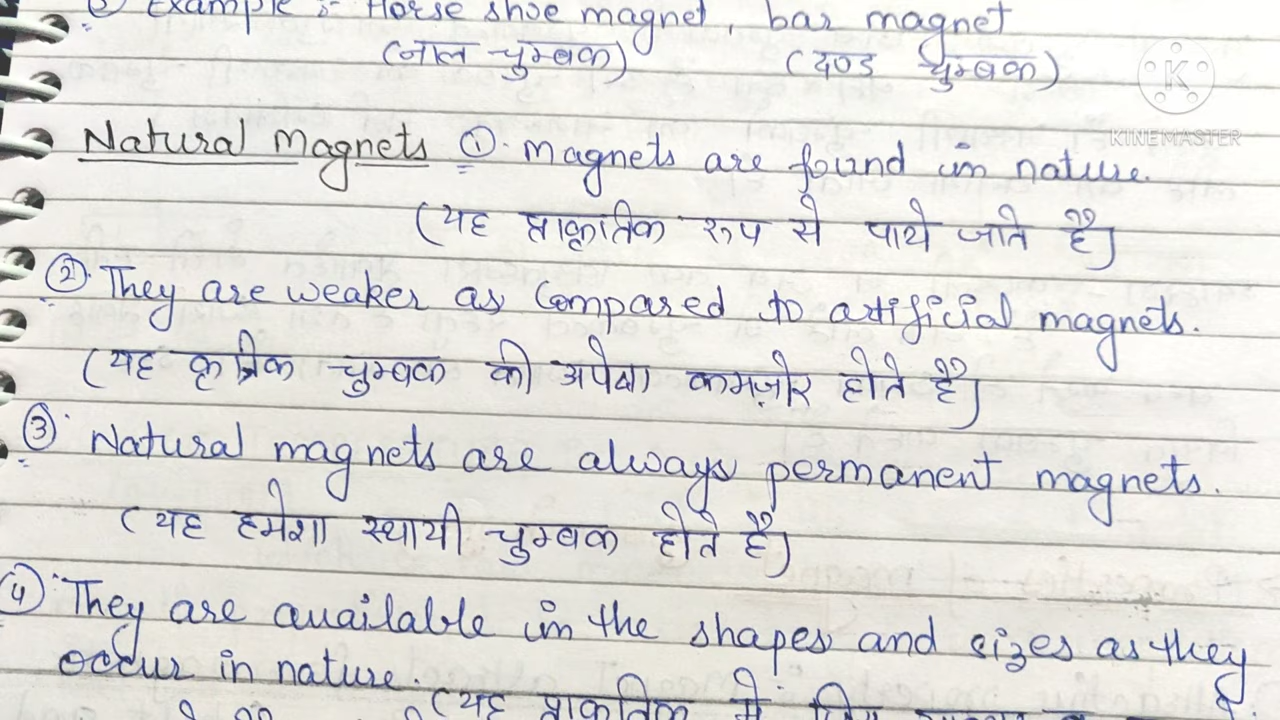 Example :- Horse shoe magnet, bar magnet
(नाल चुम्बक) (दण्ड चुम्बक)
KINEMASTER
Natural Magnets ①. Magnets are found in nature.
(यह प्राकृतिक रूप से पाये जाते है)
②. They are weaker as compared to artificial magnets.
(यह कृत्रिक चुम्बक की अपेक्षा कमज़ोर होते है)
③. Natural magnets are always permanent magnets.
(यह हमेशा स्थायी चुम्बक होते है)
④. They are available in the shapes and sizes as they
occur in nature. (यह प्राकृतिक में